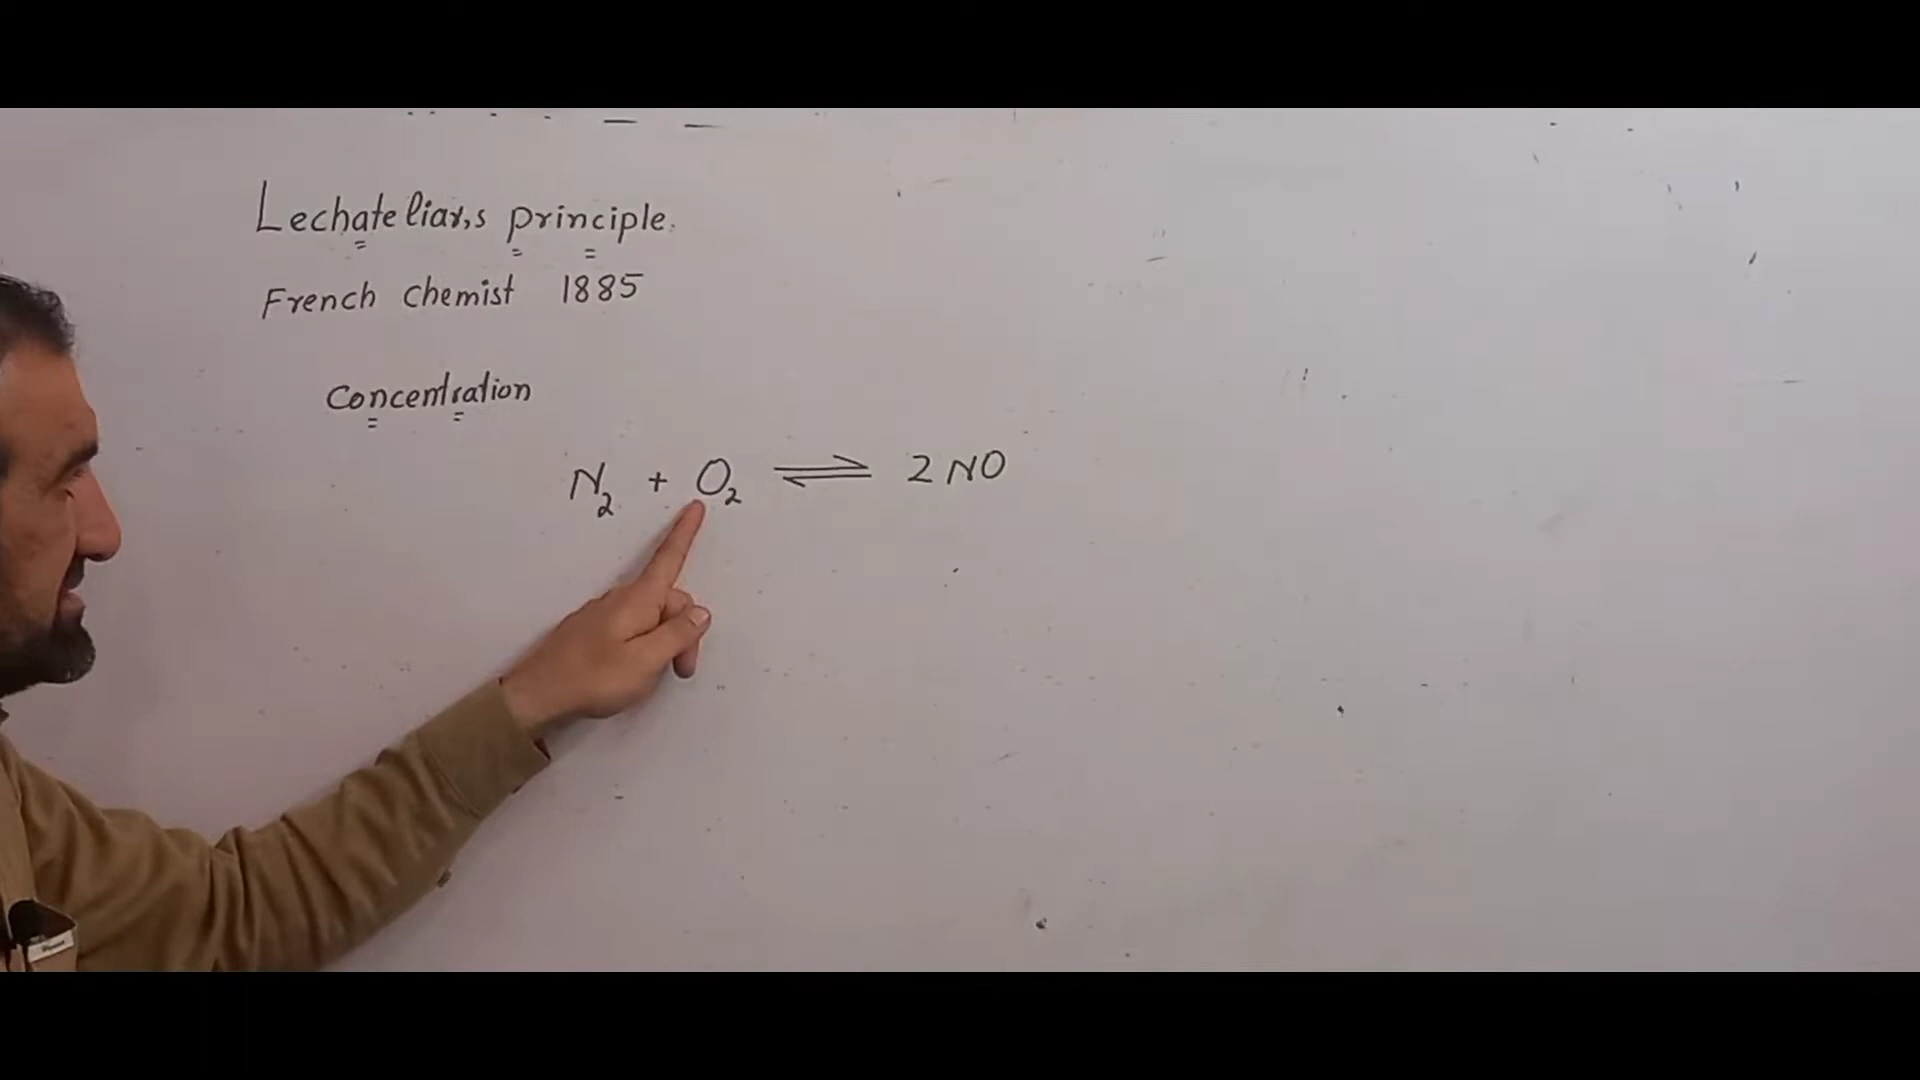 Lechateliar,s principle.
French chemist 1885
Concentration
N₂ + O₂ ⇌ 2NO